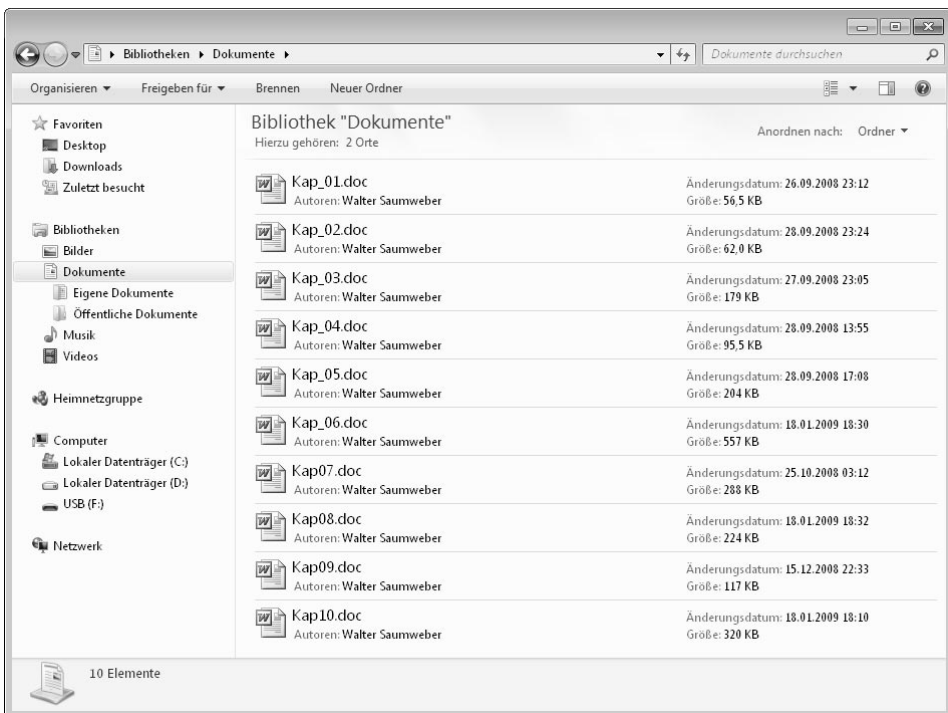 Bibliotheken Dokumente
Dokumente durchsuchen
Organisieren Freigeben für Brennen Neuer Ordner
Favoriten
Desktop
Downloads
Zuletzt besucht
Bibliotheken
Bilder
Dokumente
Eigene Dokumente
Öffentliche Dokumente
Musik
Videos
Heimnetzgruppe
Computer
Lokaler Datenträger (C:)
Lokaler Datenträger (D:)
USB (F:)
Netzwerk
Bibliothek "Dokumente"
Hierzu gehören: 2 Orte
Anordnen nach: Ordner
Kap_01.doc
Autoren: Walter Saumweber
Änderungsdatum: 26.09.2008 23:12
Größe: 56,5 KB
Kap_02.doc
Autoren: Walter Saumweber
Änderungsdatum: 28.09.2008 23:24
Größe: 62,0 KB
Kap_03.doc
Autoren: Walter Saumweber
Änderungsdatum: 27.09.2008 23:05
Größe: 179 KB
Kap_04.doc
Autoren: Walter Saumweber
Änderungsdatum: 28.09.2008 13:55
Größe: 95,5 KB
Kap_05.doc
Autoren: Walter Saumweber
Änderungsdatum: 28.09.2008 17:08
Größe: 204 KB
Kap_06.doc
Autoren: Walter Saumweber
Änderungsdatum: 18.01.2009 18:30
Größe: 557 KB
Kap07.doc
Autoren: Walter Saumweber
Änderungsdatum: 25.10.2008 03:12
Größe: 288 KB
Kap08.doc
Autoren: Walter Saumweber
Änderungsdatum: 18.01.2009 18:32
Größe: 224 KB
Kap09.doc
Autoren: Walter Saumweber
Änderungsdatum: 15.12.2008 22:33
Größe: 117 KB
Kap10.doc
Autoren: Walter Saumweber
Änderungsdatum: 18.01.2009 18:10
Größe: 320 KB
10 Elemente